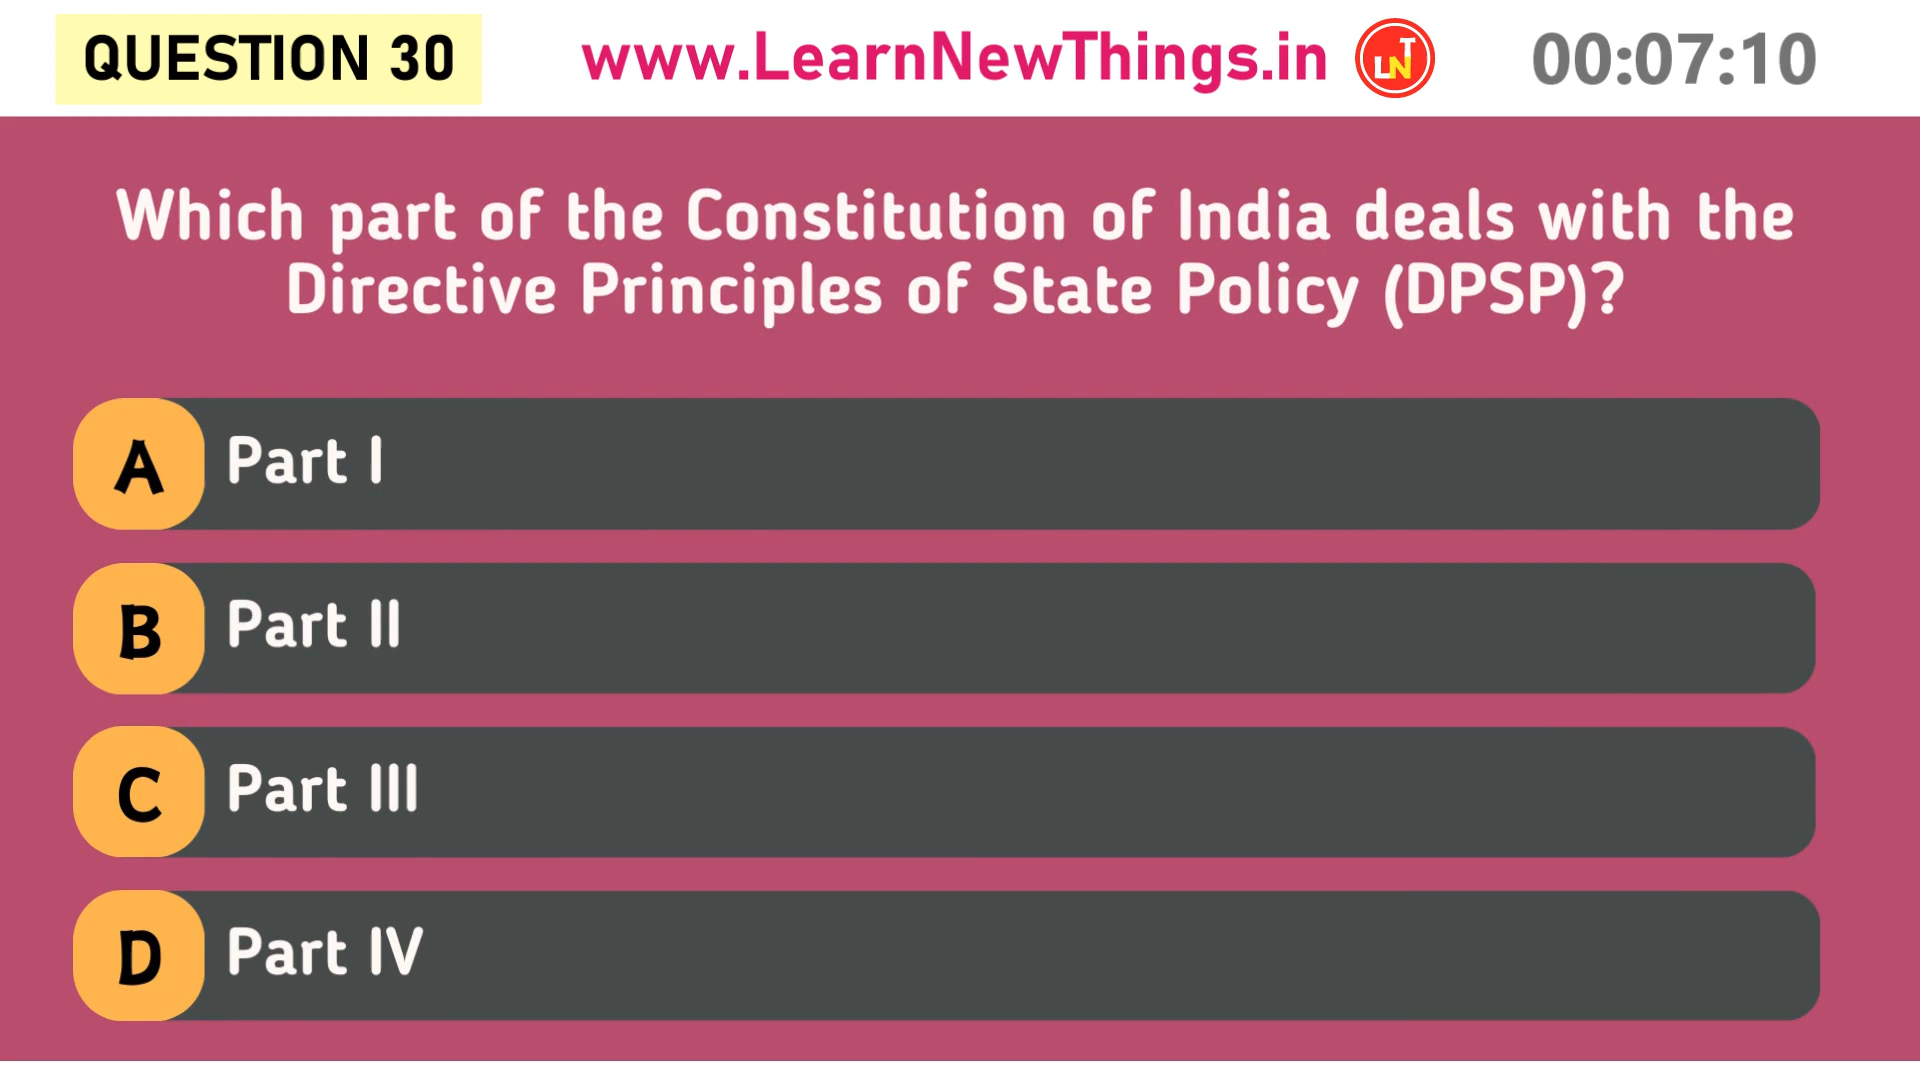 QUESTION 30
www.LearnNewThings.in
LNT
00:07:10
Which part of the Constitution of India deals with the
Directive Principles of State Policy (DPSP)?
A Part I
B Part II
C Part III
D Part IV